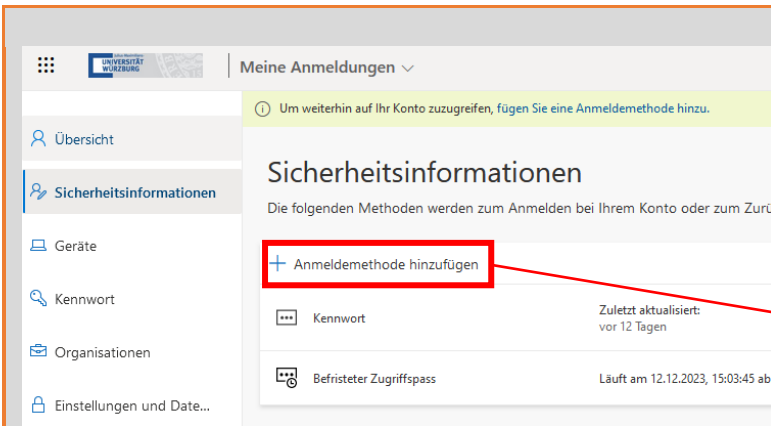 UNIVERSITÄT
WÜRZBURG
Meine Anmeldungen
Um weiterhin auf Ihr Konto zuzugreifen, fügen Sie eine Anmeldemethode hinzu.
Übersicht
Sicherheitsinformationen
Geräte
Kennwort
Organisationen
Einstellungen und Date...
Sicherheitsinformationen
Die folgenden Methoden werden zum Anmelden bei Ihrem Konto oder zum Zurü
Anmeldemethode hinzufügen
Kennwort
Zuletzt aktualisiert:
vor 12 Tagen
Befristeter Zugriffspass
Läuft am 12.12.2023, 15:03:45 ab